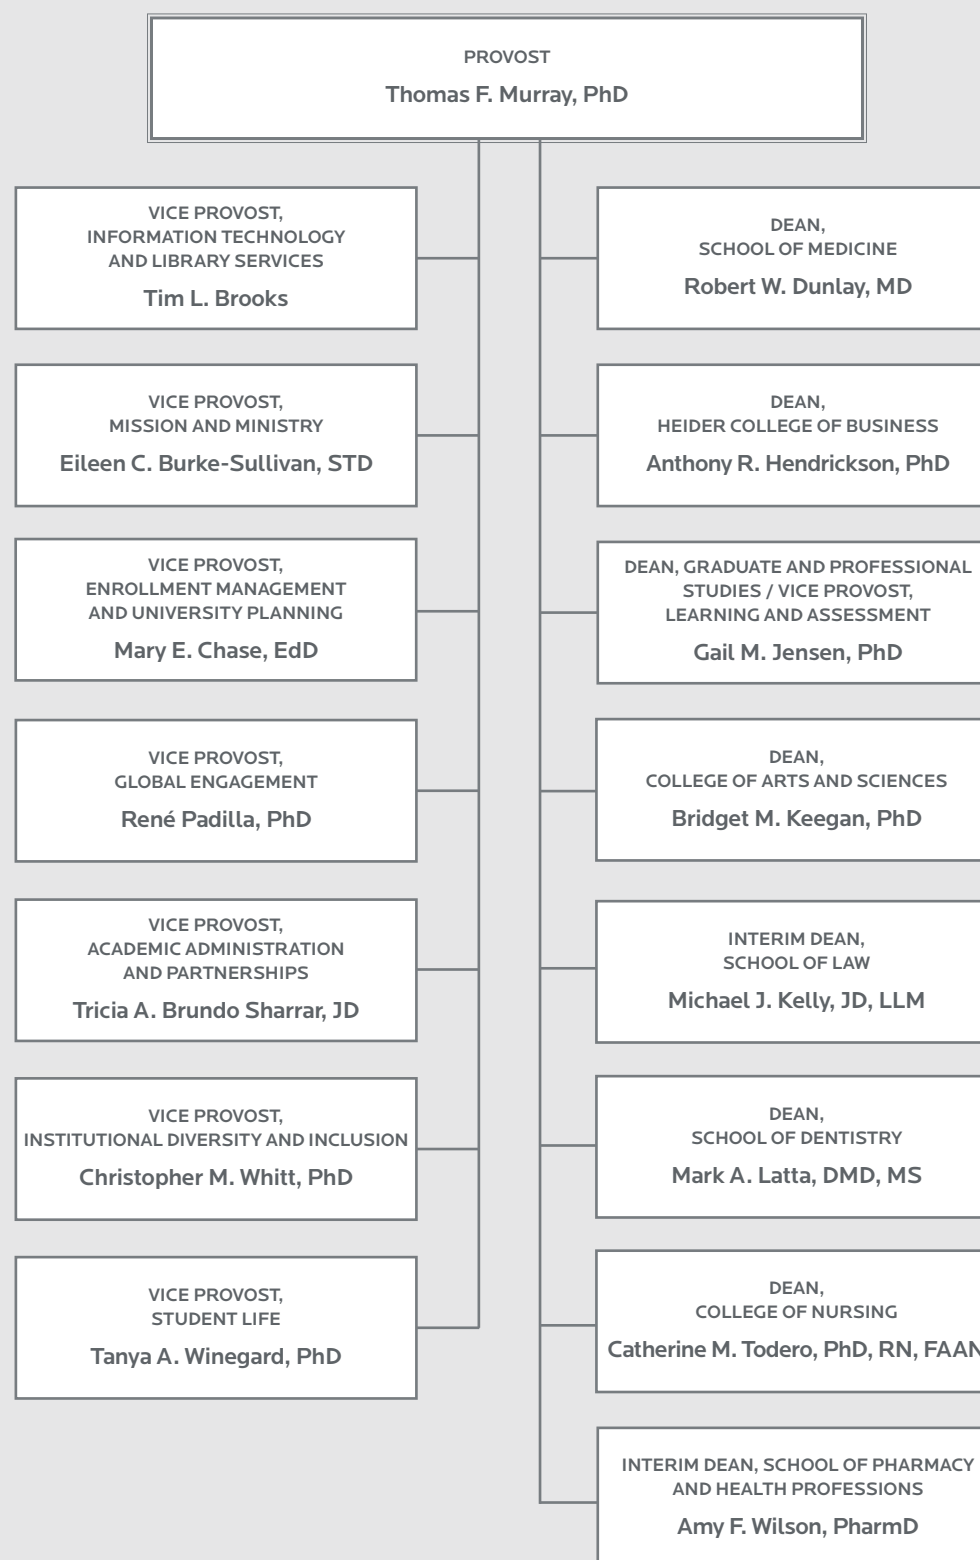 PROVOST
Thomas F. Murray, PhD
VICE PROVOST,
INFORMATION TECHNOLOGY
AND LIBRARY SERVICES
Tim L. Brooks
VICE PROVOST,
MISSION AND MINISTRY
Eileen C. Burke-Sullivan, STD
VICE PROVOST,
ENROLLMENT MANAGEMENT
AND UNIVERSITY PLANNING
Mary E. Chase, EdD
VICE PROVOST,
GLOBAL ENGAGEMENT
René Padilla, PhD
VICE PROVOST,
ACADEMIC ADMINISTRATION
AND PARTNERSHIPS
Tricia A. Brundo Sharrar, JD
VICE PROVOST,
INSTITUTIONAL DIVERSITY AND INCLUSION
Christopher M. Whitt, PhD
VICE PROVOST,
STUDENT LIFE
Tanya A. Winegard, PhD
DEAN,
SCHOOL OF MEDICINE
Robert W. Dunlay, MD
DEAN,
HEIDER COLLEGE OF BUSINESS
Anthony R. Hendrickson, PhD
DEAN, GRADUATE AND PROFESSIONAL
STUDIES / VICE PROVOST,
LEARNING AND ASSESSMENT
Gail M. Jensen, PhD
DEAN,
COLLEGE OF ARTS AND SCIENCES
Bridget M. Keegan, PhD
INTERIM DEAN,
SCHOOL OF LAW
Michael J. Kelly, JD, LLM
DEAN,
SCHOOL OF DENTISTRY
Mark A. Latta, DMD, MS
DEAN,
COLLEGE OF NURSING
Catherine M. Todero, PhD, RN, FAAN
INTERIM DEAN, SCHOOL OF PHARMACY
AND HEALTH PROFESSIONS
Amy F. Wilson, PharmD